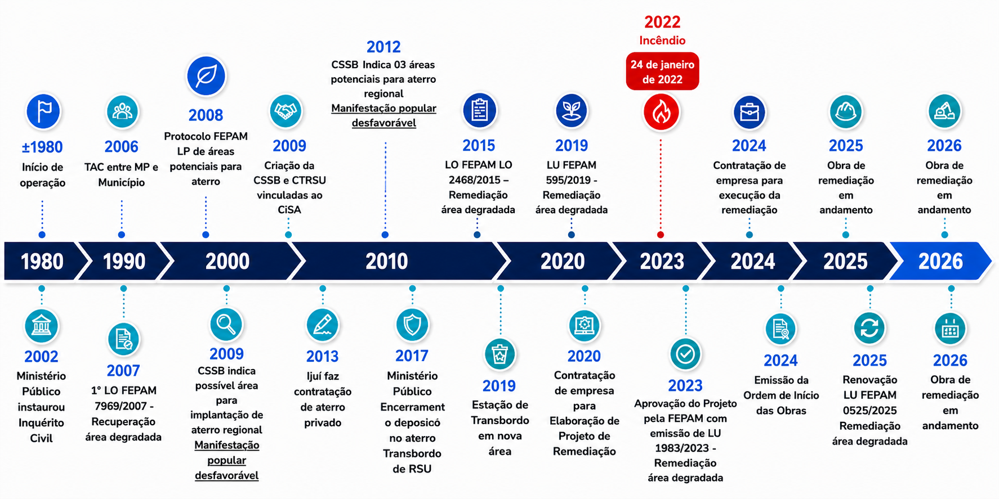 ±1980
Início de
operação
2006
TAC entre MP e
Município
2008
Protocolo FEPAM
LP de áreas
potenciais para
aterro
2009
Criação da
CSSB e CTRSU
vinculadas ao
CiSA
2012
CSSB Indica 03 áreas
potenciais para aterro
regional
Manifestação popular
desfavorável
2015
LO FEPAM LO
2468/2015 –
Remediação
área degradada
2019
LU FEPAM
595/2019 -
Remediação
área degradada
2022
Incêndio
24 de janeiro
de 2022
2024
Contratação de
empresa para
execução da
remediação
2025
Obra de
remediação
em
andamento
2026
Obra de
remediação
em
andamento
1980
1990
2000
2010
2020
2023
2024
2025
2026
2002
Ministério
Público
instaurou
Inquérito
Civil
2007
1° LO FEPAM
7969/2007 -
Recuperação
área degradada
2009
CSSB indica
possível área
para
implantação de
aterro regional
Manifestação
popular
desfavorável
2013
Ijuí faz
contratação
de aterro
privado
2017
Ministério
Público
Encerrament
o deposicó
no aterro
Transbordo
de RSU
2019
Estação de
Transbordo
em nova
área
2020
Contratação
de empresa
para
Elaboração de
Projeto de
Remediação
2023
Aprovação do Projeto
pela FEPAM com
emissão de LU
1983/2023 -
Remediação
área degradada
2024
Emissão da
Ordem de Início
das Obras
2025
Renovação
LU FEPAM
0525/2025
Remediação
área degradada
2026
Obra de
remediação
em
andamento